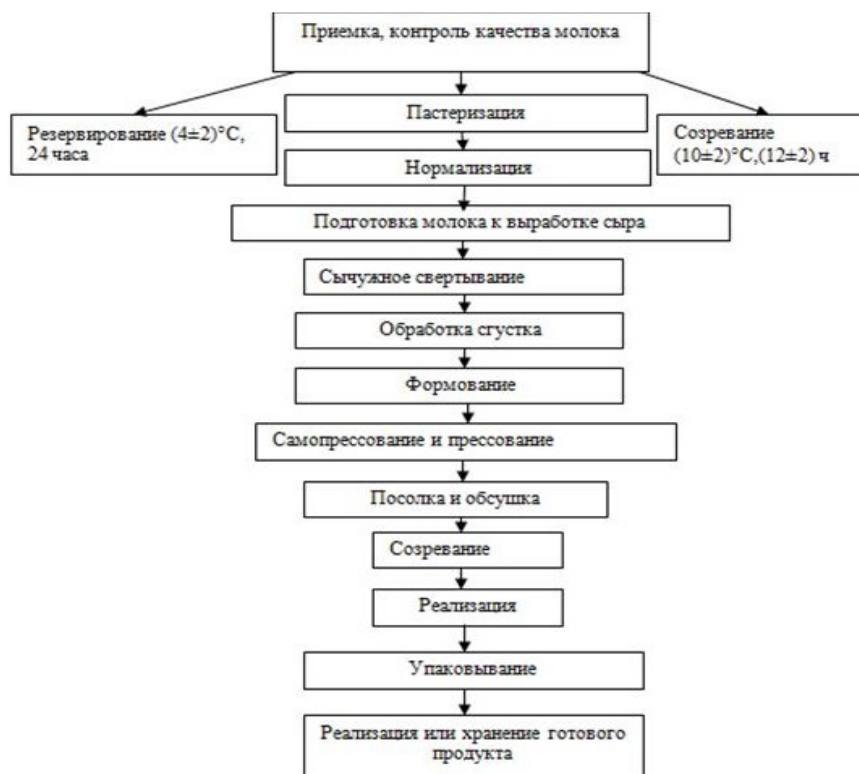 Приемка, контроль качества молока
Пастеризация
Резервирование (4±2)°С,
24 часа
Созревание
(10±2)°С,(12±2) ч
Нормализация
Подготовка молока к выработке сыра
Сычужное свертывание
Обработка сгустка
Формование
Самопрессование и прессование
Посолка и обсушка
Созревание
Реализация
Упаковывание
Реализация или хранение готового
продукта